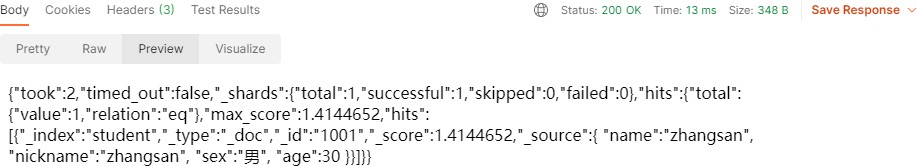 Body Cookies Headers (3) Test Results Status: 200 OK Time: 13 ms Size: 348 B Save Response
Pretty Raw Preview Visualize
{"took":2,"timed_out":false,"_shards":{"total":1,"successful":1,"skipped":0,"failed":0},"hits":{"total":
{"value":1,"relation":"eq"},"max_score":1.4144652,"hits":
[{"_index":"student","_type":"_doc","_id":"1001","_score":1.4144652,"_source":{ "name":"zhangsan",
"nickname":"zhangsan", "sex":"男", "age":30 }}]}}